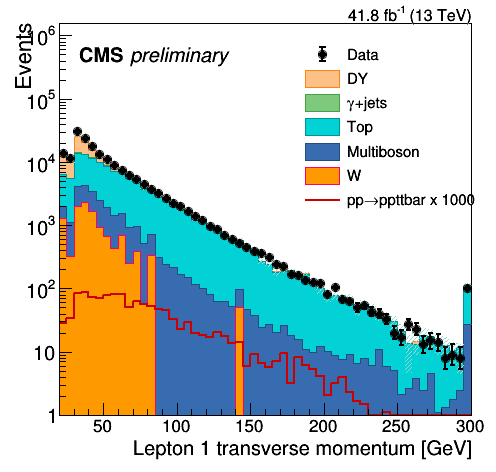 41.8 fb⁻¹ (13 TeV)
Events
CMS preliminary
Data
DY
γ+jets
Top
Multiboson
W
pp→ppttbar x 1000
10⁶
10⁵
10⁴
10³
10²
10
1
50 100 150 200 250 300
Lepton 1 transverse momentum [GeV]